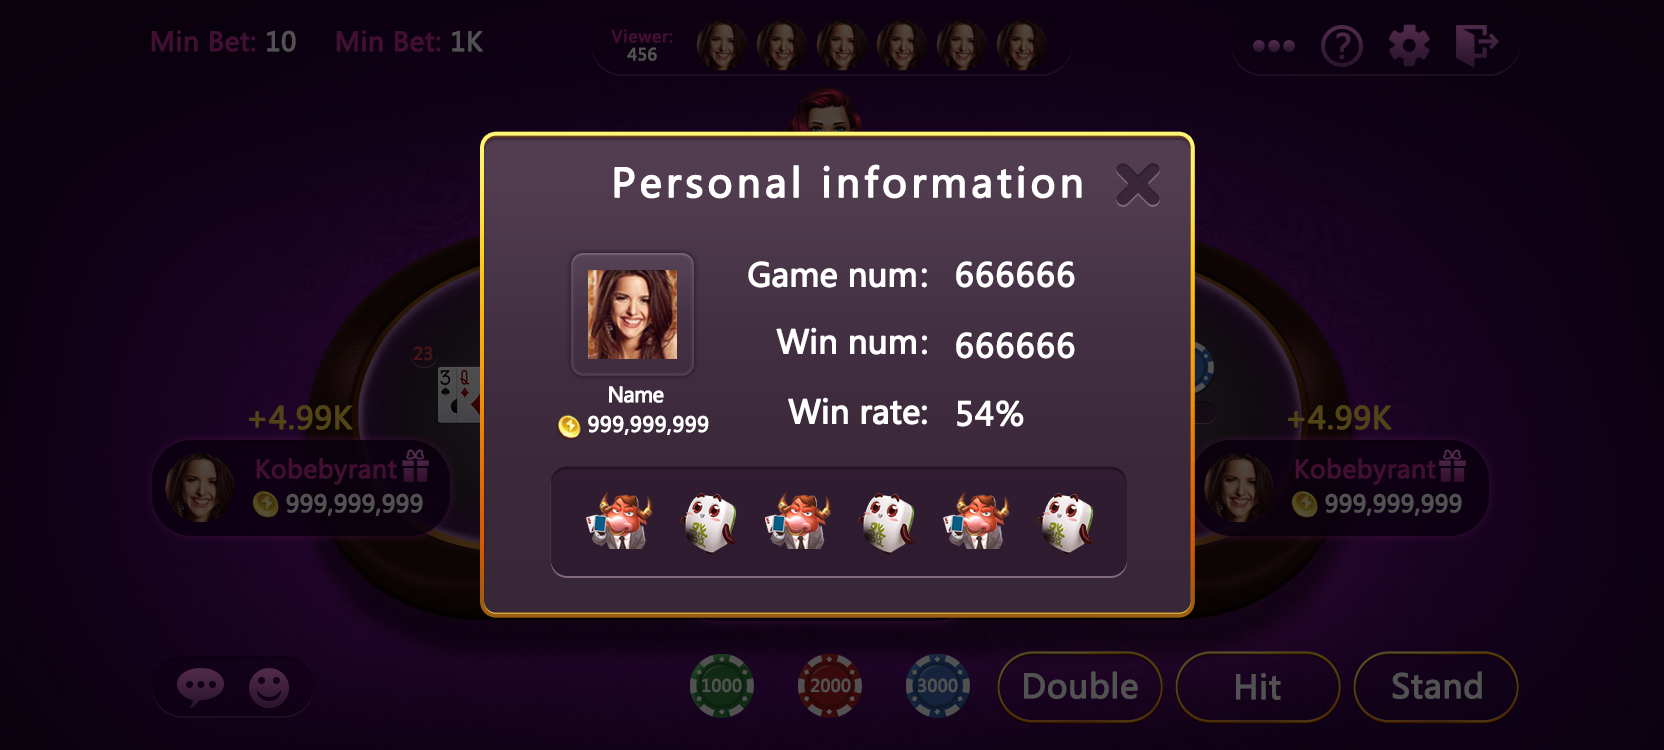 Min Bet: 10
Min Bet: 1K
Viewer:
456
Personal information
Game num: 666666
Win num: 666666
Win rate: 54%
Name
999,999,999
23
3 Q
+4.99K
Kobebyrant
999,999,999
+4.99K
Kobebyrant
999,999,999
1000
2000
3000
Double
Hit
Stand